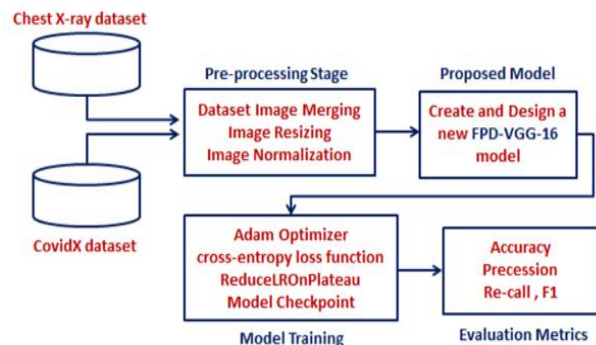 Chest X-ray dataset
CovidX dataset
Pre-processing Stage
Dataset Image Merging
Image Resizing
Image Normalization
Proposed Model
Create and Design a
new FPD-VGG-16
model
Adam Optimizer
cross-entropy loss function
ReduceLROnPlateau
Model Checkpoint
Model Training
Accuracy
Precession
Re-call , F1
Evaluation Metrics